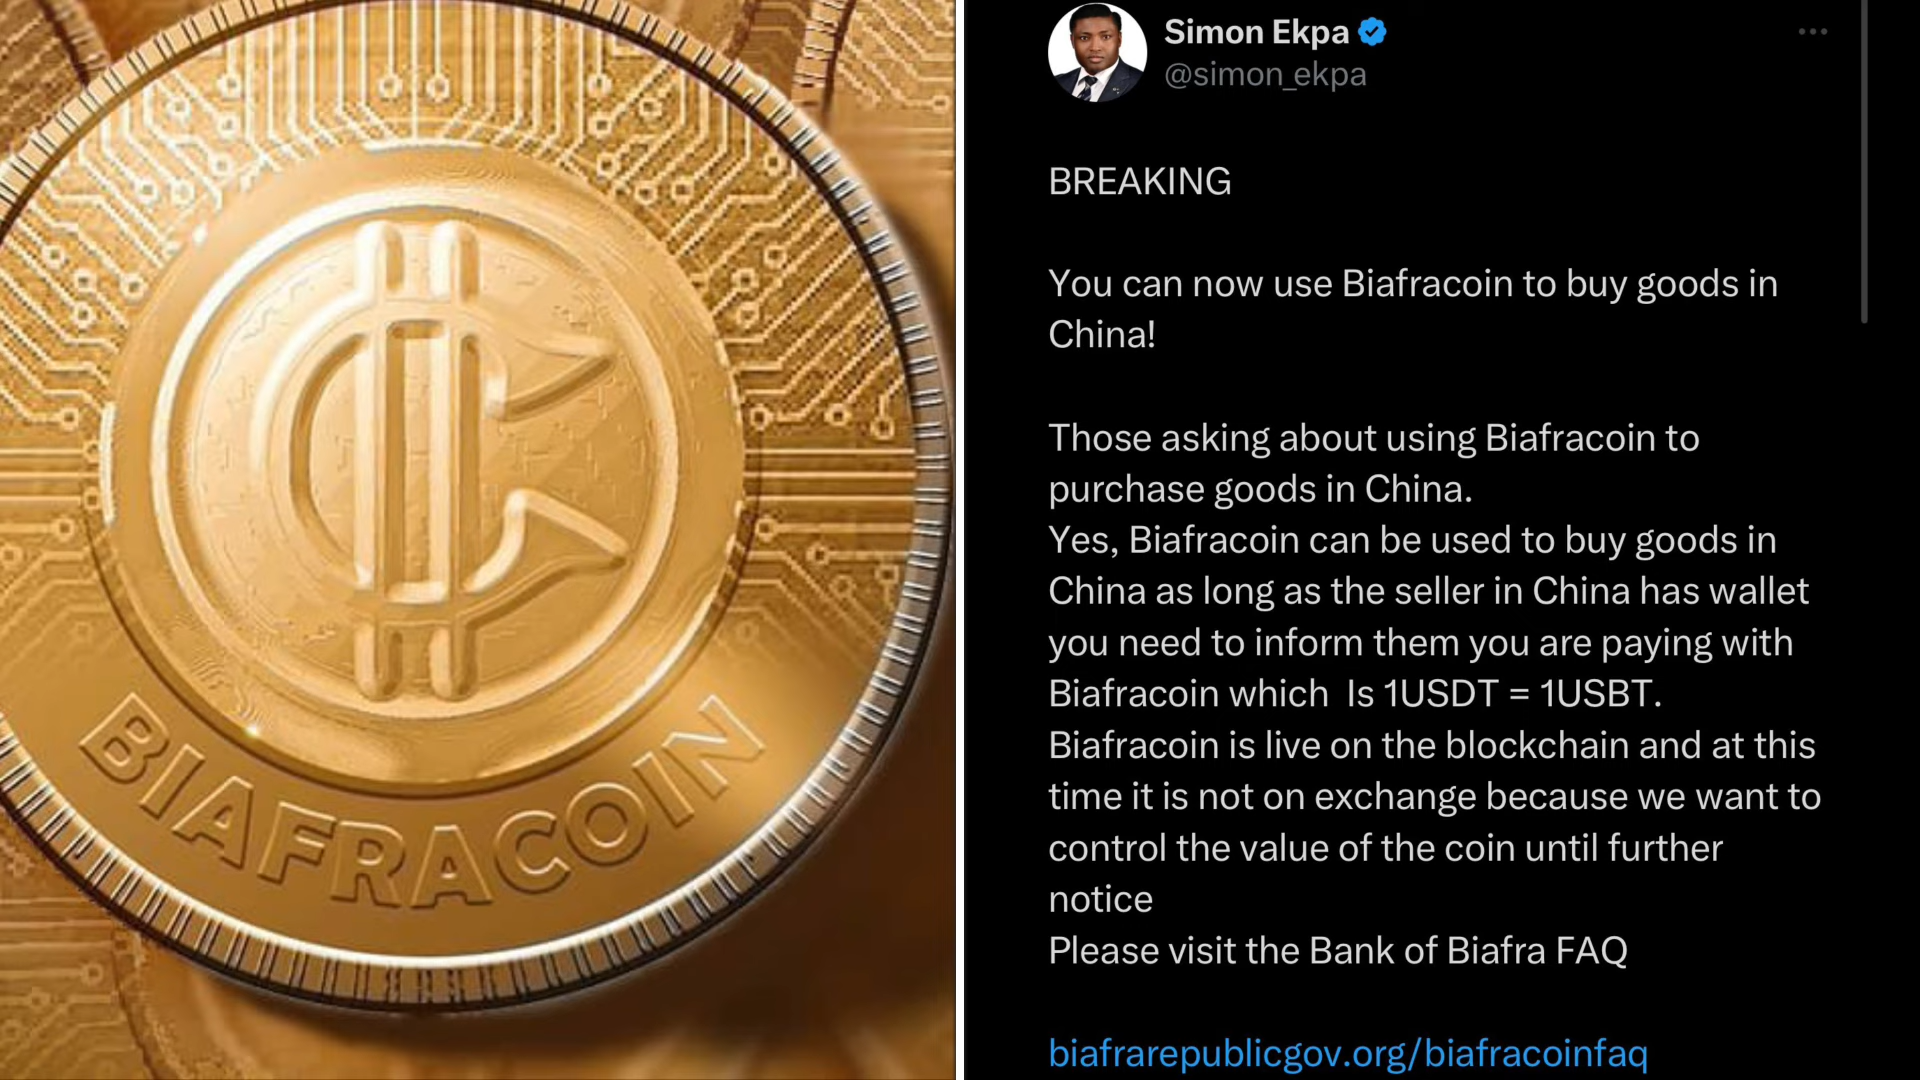 BIAFRACOIN
Simon Ekpa
@simon_ekpa
BREAKING
You can now use Biafracoin to buy goods in
China!
Those asking about using Biafracoin to
purchase goods in China.
Yes, Biafracoin can be used to buy goods in
China as long as the seller in China has wallet
you need to inform them you are paying with
Biafracoin which  Is 1USDT = 1USBT.
Biafracoin is live on the blockchain and at this
time it is not on exchange because we want to
control the value of the coin until further
notice
Please visit the Bank of Biafra FAQ
biafrarepublicgov.org/biafracoinfaq